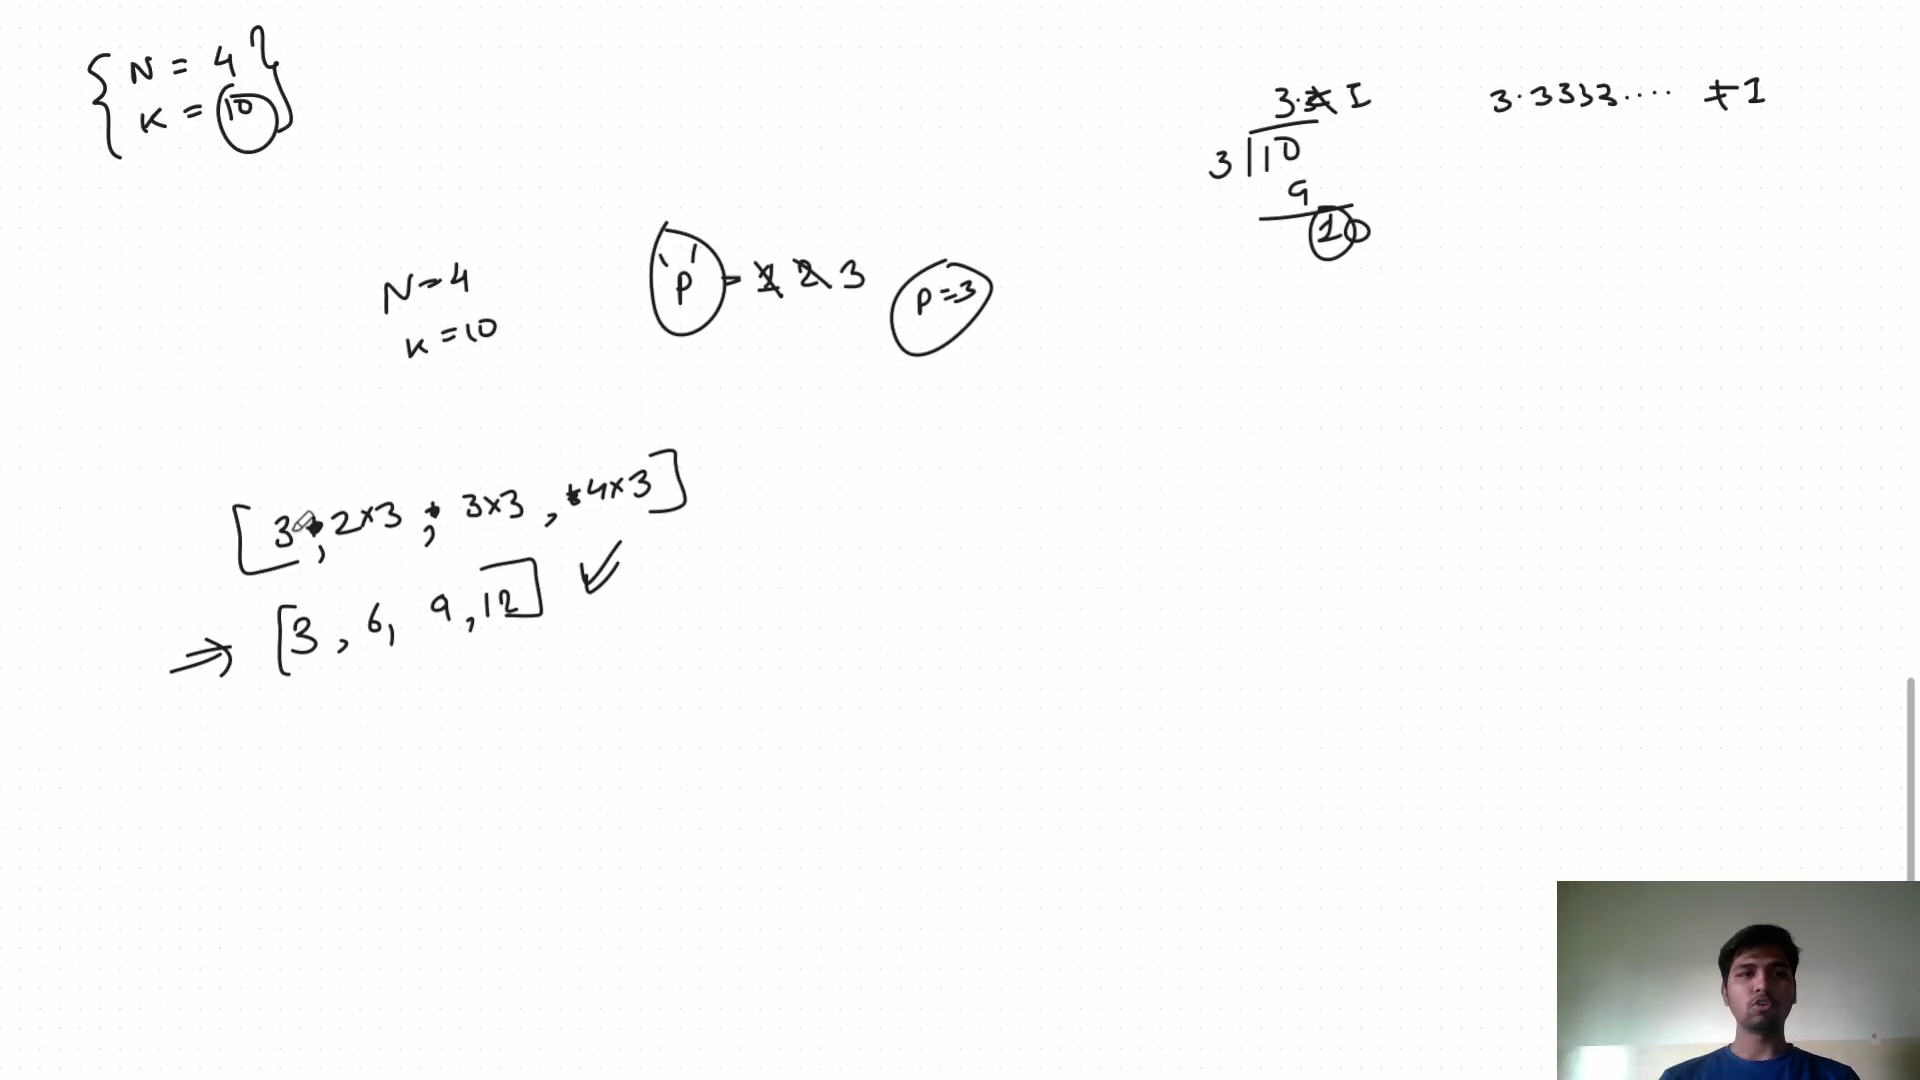 N = 4
K = 10
3. I
3 10
9
10
3.3333.... ≠ I
N = 4
K = 10
'P' = 1 2 3
P = 3
[3, 2×3, 3×3, 4×3]
⇒ [3, 6, 9, 12] ✓